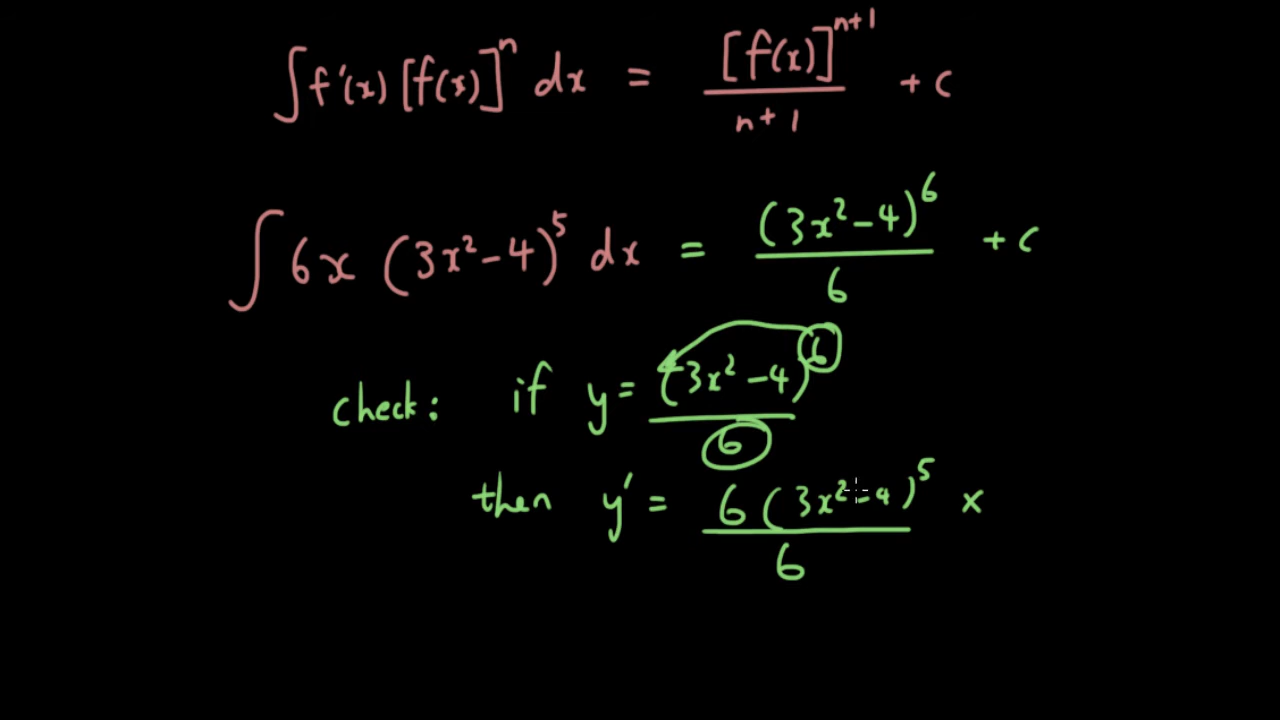 ∫f'(x) [f(x)]ⁿ dx = [f(x)]ⁿ⁺¹ / n+1 + c
∫6x (3x²-4)⁵ dx = (3x²-4)⁶ / 6 + c
check: if y = (3x²-4)⁶ / 6
then y' = 6(3x²-4)⁵ / 6 ×